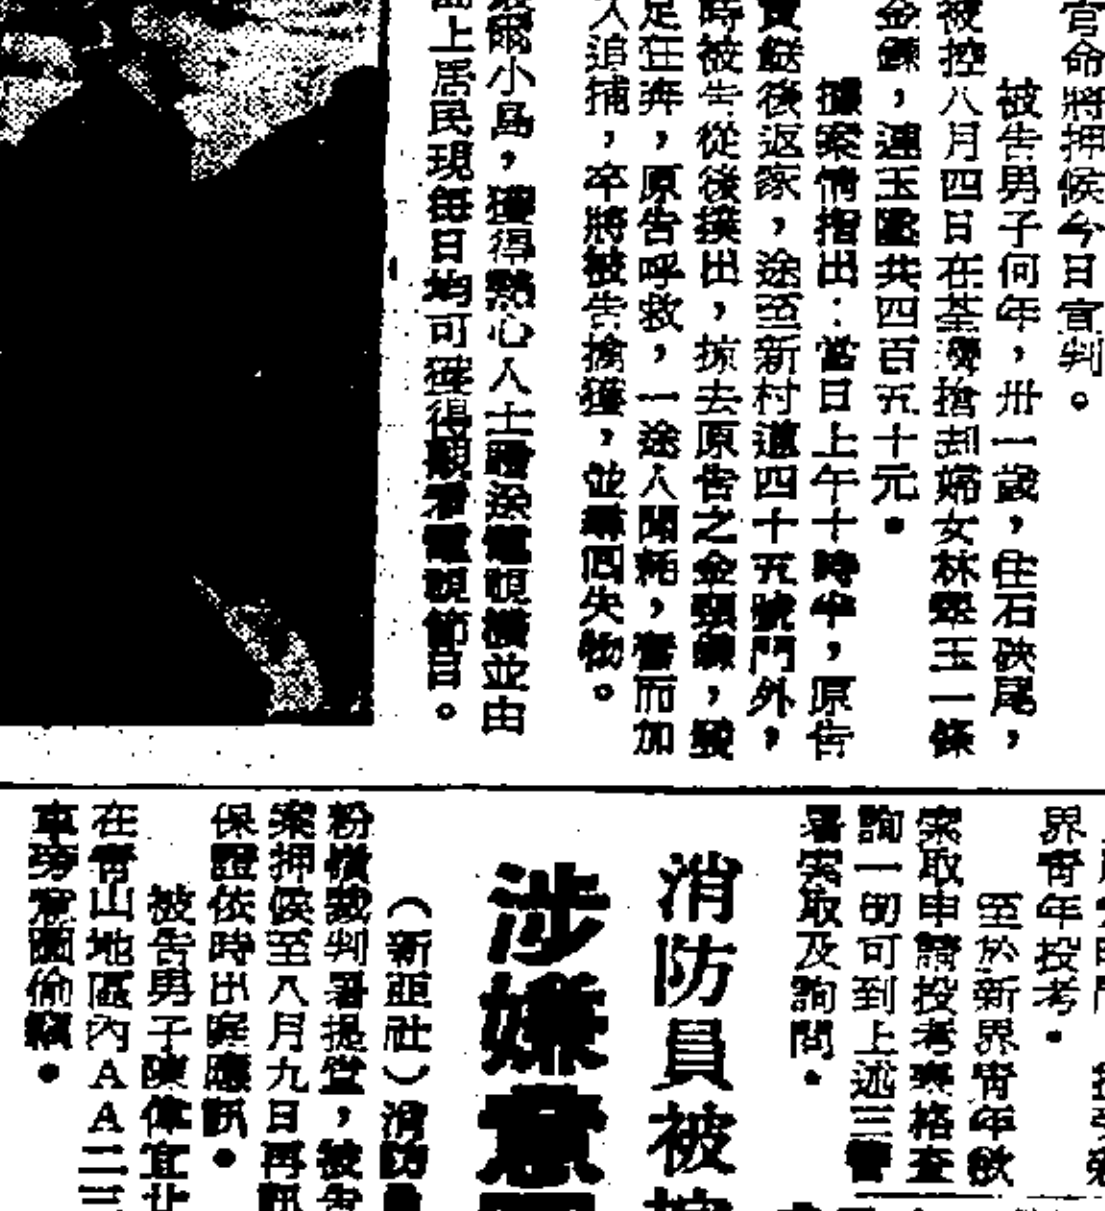 官命將押候今日宣判。
被告男子何年，卅一歲，住石硤尾，
被控八月四日在荃灣搶刦婦女林翠玉一條
金鍊，連玉墜共四百五十元。
據案情指出：當日上午十時半，原告
買餸後返家，途至新村道四十五號門外，
時被告從後撲出，掠去原告之金頸鍊，發
足狂奔，原告呼救，一途人聞耗，奮而加
入追捕，卒將被告擒獲，並尋回失物。
小島，獲得熱心人士贈送電視機並由
上居民現每日均可獲得觀看電視節目。
界青年投考。
至於新界青年欲
索取申請投考表格查
詢一切可到上述三警
署索取及詢問。
消防員被控
涉嫌意圖
（新亞社）消防員
粉嶺裁判署提堂，被告
案押候至八月九日再訊
保證依時出庭應訊。
被告男子陳偉宜廿
在青山地區內AA二三
車旁意圖偷竊。